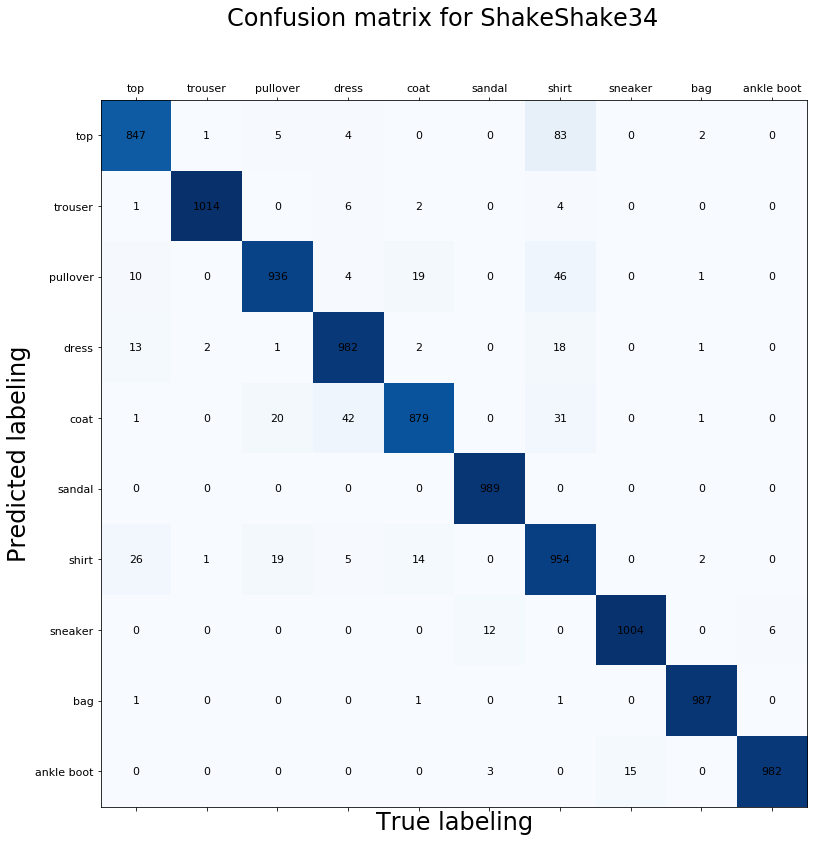 Confusion matrix for ShakeShake34
top trouser pullover dress coat sandal shirt sneaker bag ankle boot
top 847 1 5 4 0 0 83 0 2 0
trouser 1 1014 0 6 2 0 4 0 0 0
pullover 10 0 936 4 19 0 46 0 1 0
dress 13 2 1 982 2 0 18 0 1 0
coat 1 0 20 42 879 0 31 0 1 0
sandal 0 0 0 0 0 989 0 0 0 0
shirt 26 1 19 5 14 0 954 0 2 0
sneaker 0 0 0 0 0 12 0 1004 0 6
bag 1 0 0 0 1 0 1 0 987 0
ankle boot 0 0 0 0 0 3 0 15 0 982
Predicted labeling
True labeling